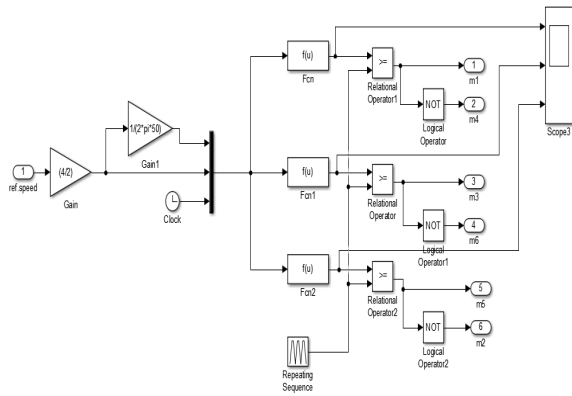 1
ref.speed
(4/2)
Gain
1/(2*pi*50)
Gain1
Clock
f(u)
Fcn
>=
Relational
Operator1
NOT
Logical
Operator
1
m1
2
m4
Scope3
f(u)
Fcn1
>=
Relational
Operator
NOT
Logical
Operator1
3
m3
4
m6
f(u)
Fcn2
>=
Relational
Operator2
NOT
Logical
Operator2
5
m5
6
m2
Repeating
Sequence